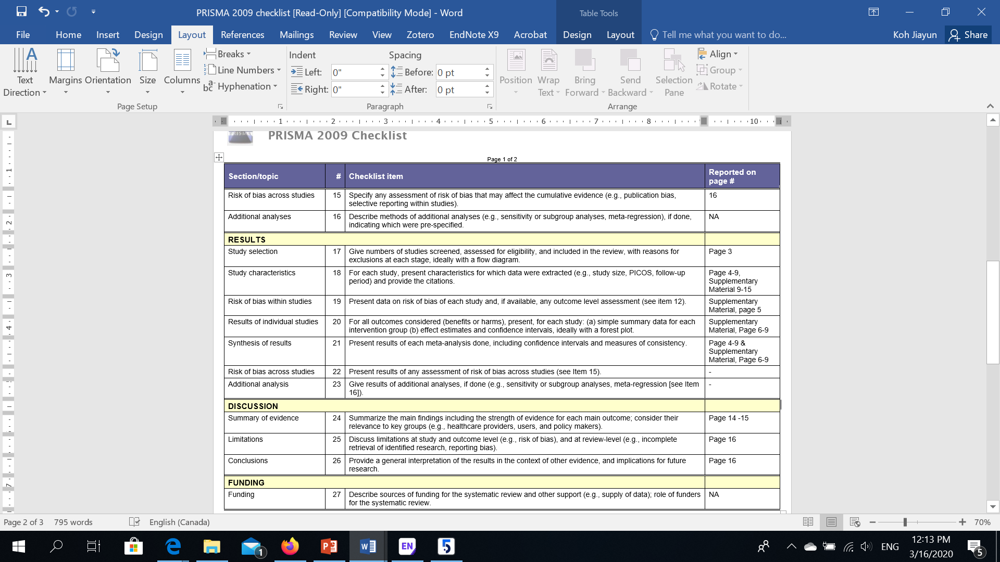 PRISMA 2009 checklist [Read-Only] [Compatibility Mode] - Word
Table Tools
File Home Insert Design Layout References Mailings Review View Zotero EndNote X9 Acrobat Design Layout Tell me what you want to do... Koh Jiayun Share
Text Direction
Margins
Orientation
Size
Columns
Breaks
Line Numbers
Hyphenation
Page Setup
Indent
Left: 0"
Right: 0"
Spacing
Before: 0 pt
After: 0 pt
Paragraph
Position
Wrap Text
Bring Forward
Send Backward
Selection Pane
Align
Group
Rotate
Arrange
1 2 3 4 5 6 7 8 10
1
2
3
4
7
PRISMA 2009 Checklist
Page 1 of 2
Section/topic # Checklist item Reported on
page #
Risk of bias across studies 15 Specify any assessment of risk of bias that may affect the cumulative evidence (e.g., publication bias, 16
selective reporting within studies).
Additional analyses 16 Describe methods of additional analyses (e.g., sensitivity or subgroup analyses, meta-regression), if done, NA
indicating which were pre-specified.
RESULTS
Study selection 17 Give numbers of studies screened, assessed for eligibility, and included in the review, with reasons for Page 3
exclusions at each stage, ideally with a flow diagram.
Study characteristics 18 For each study, present characteristics for which data were extracted (e.g., study size, PICOS, follow-up Page 4-9,
period) and provide the citations. Supplementary
Material 9-15
Risk of bias within studies 19 Present data on risk of bias of each study and, if available, any outcome level assessment (see item 12). Supplementary
Material, page 5
Results of individual studies 20 For all outcomes considered (benefits or harms), present, for each study: (a) simple summary data for each Supplementary
intervention group (b) effect estimates and confidence intervals, ideally with a forest plot. Material, Page 6-9
Synthesis of results 21 Present results of each meta-analysis done, including confidence intervals and measures of consistency. Page 4-9 &
Supplementary
Material, Page 6-9
Risk of bias across studies 22 Present results of any assessment of risk of bias across studies (see Item 15). -
Additional analysis 23 Give results of additional analyses, if done (e.g., sensitivity or subgroup analyses, meta-regression [see Item -
16]).
DISCUSSION
Summary of evidence 24 Summarize the main findings including the strength of evidence for each main outcome; consider their Page 14 -15
relevance to key groups (e.g., healthcare providers, users, and policy makers).
Limitations 25 Discuss limitations at study and outcome level (e.g., risk of bias), and at review-level (e.g., incomplete Page 16
retrieval of identified research, reporting bias).
Conclusions 26 Provide a general interpretation of the results in the context of other evidence, and implications for future Page 16
research.
FUNDING
Funding 27 Describe sources of funding for the systematic review and other support (e.g., supply of data); role of funders NA
for the systematic review.
Page 2 of 3 795 words English (Canada) 70%
1 EN 5 ENG 12:13 PM
3/16/2020 5